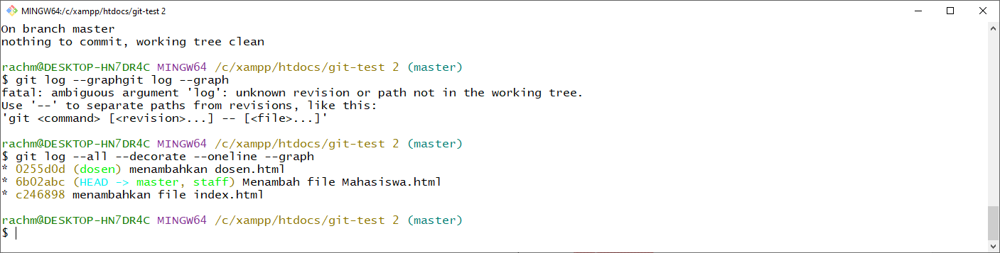 MINGW64:/c/xampp/htdocs/git-test 2
On branch master
nothing to commit, working tree clean
rachm@DESKTOP-HN7DR4C MINGW64 /c/xampp/htdocs/git-test 2 (master)
$ git log --graphgit log --graph
fatal: ambiguous argument 'log': unknown revision or path not in the working tree.
Use '--' to separate paths from revisions, like this:
'git <command> [<revision>...] -- [<file>...]'
rachm@DESKTOP-HN7DR4C MINGW64 /c/xampp/htdocs/git-test 2 (master)
$ git log --all --decorate --oneline --graph
* 0255d0d (dosen) menambahkan dosen.html
* 6b02abc (HEAD -> master, staff) Menambah file Mahasiswa.html
* c246898 menambahkan file index.html
rachm@DESKTOP-HN7DR4C MINGW64 /c/xampp/htdocs/git-test 2 (master)
$